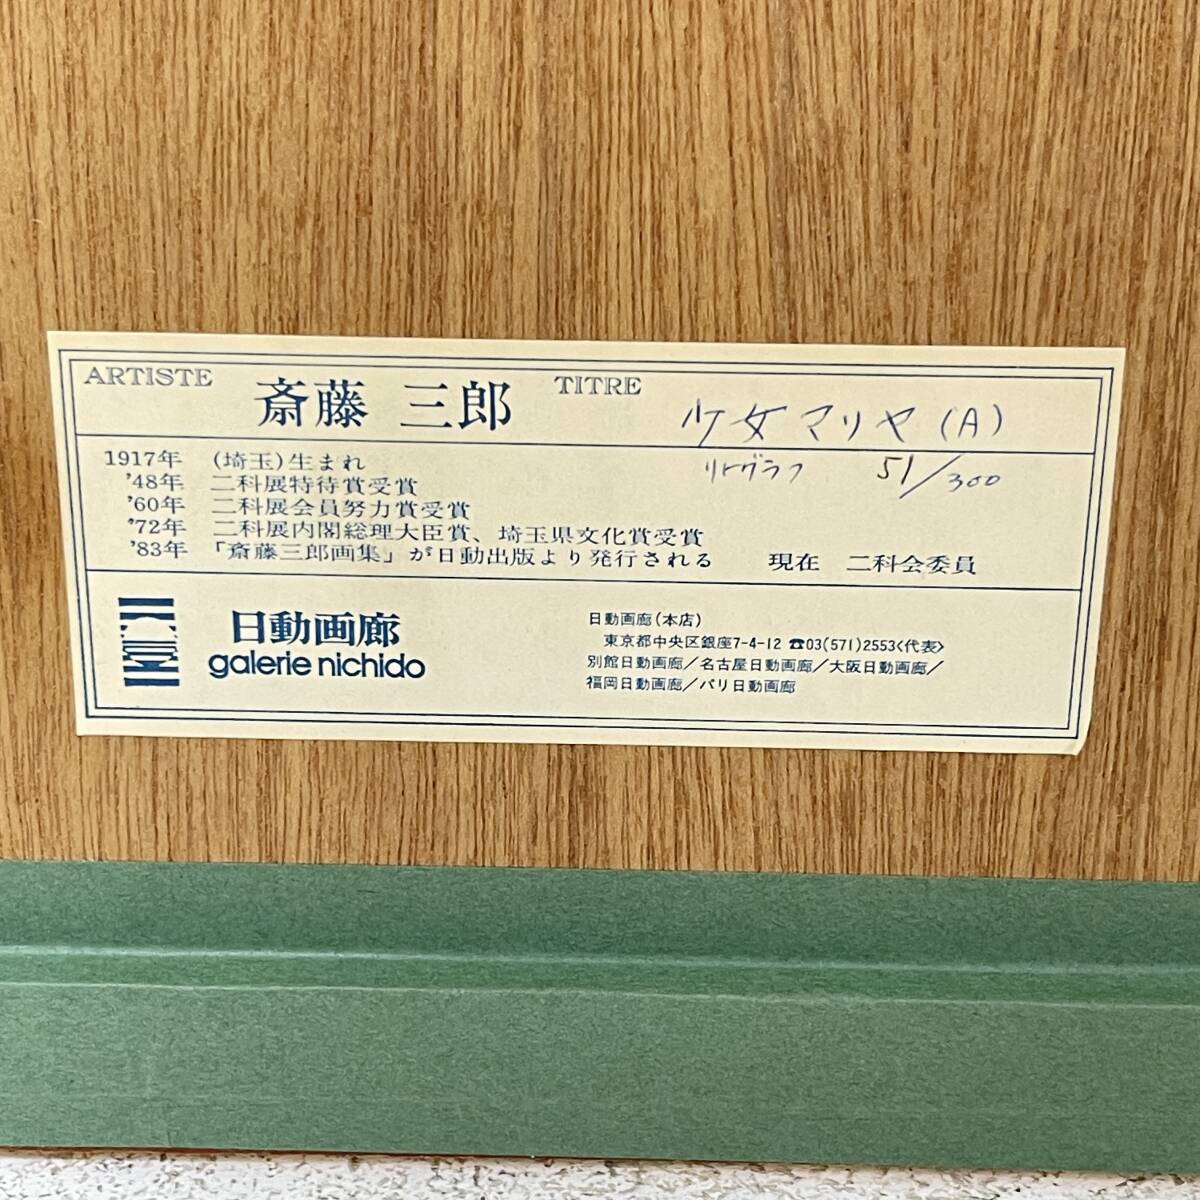 ARTISTE 斎藤 三郎 TITRE 少女マリヤ(A)
リトグラフ 51/300
1917年 (埼玉)生まれ
'48年 二科展特待賞受賞
'60年 二科展会員努力賞受賞
'72年 二科展内閣総理大臣賞、埼玉県文化賞受賞
'83年 「斎藤三郎画集」が日動出版より発行される 現在 二科会委員
日動画廊
galerie nichido
日動画廊(本店)
東京都中央区銀座7-4-12 ☎03(571)2553<代表>
別館日動画廊/名古屋日動画廊/大阪日動画廊/
福岡日動画廊/パリ日動画廊